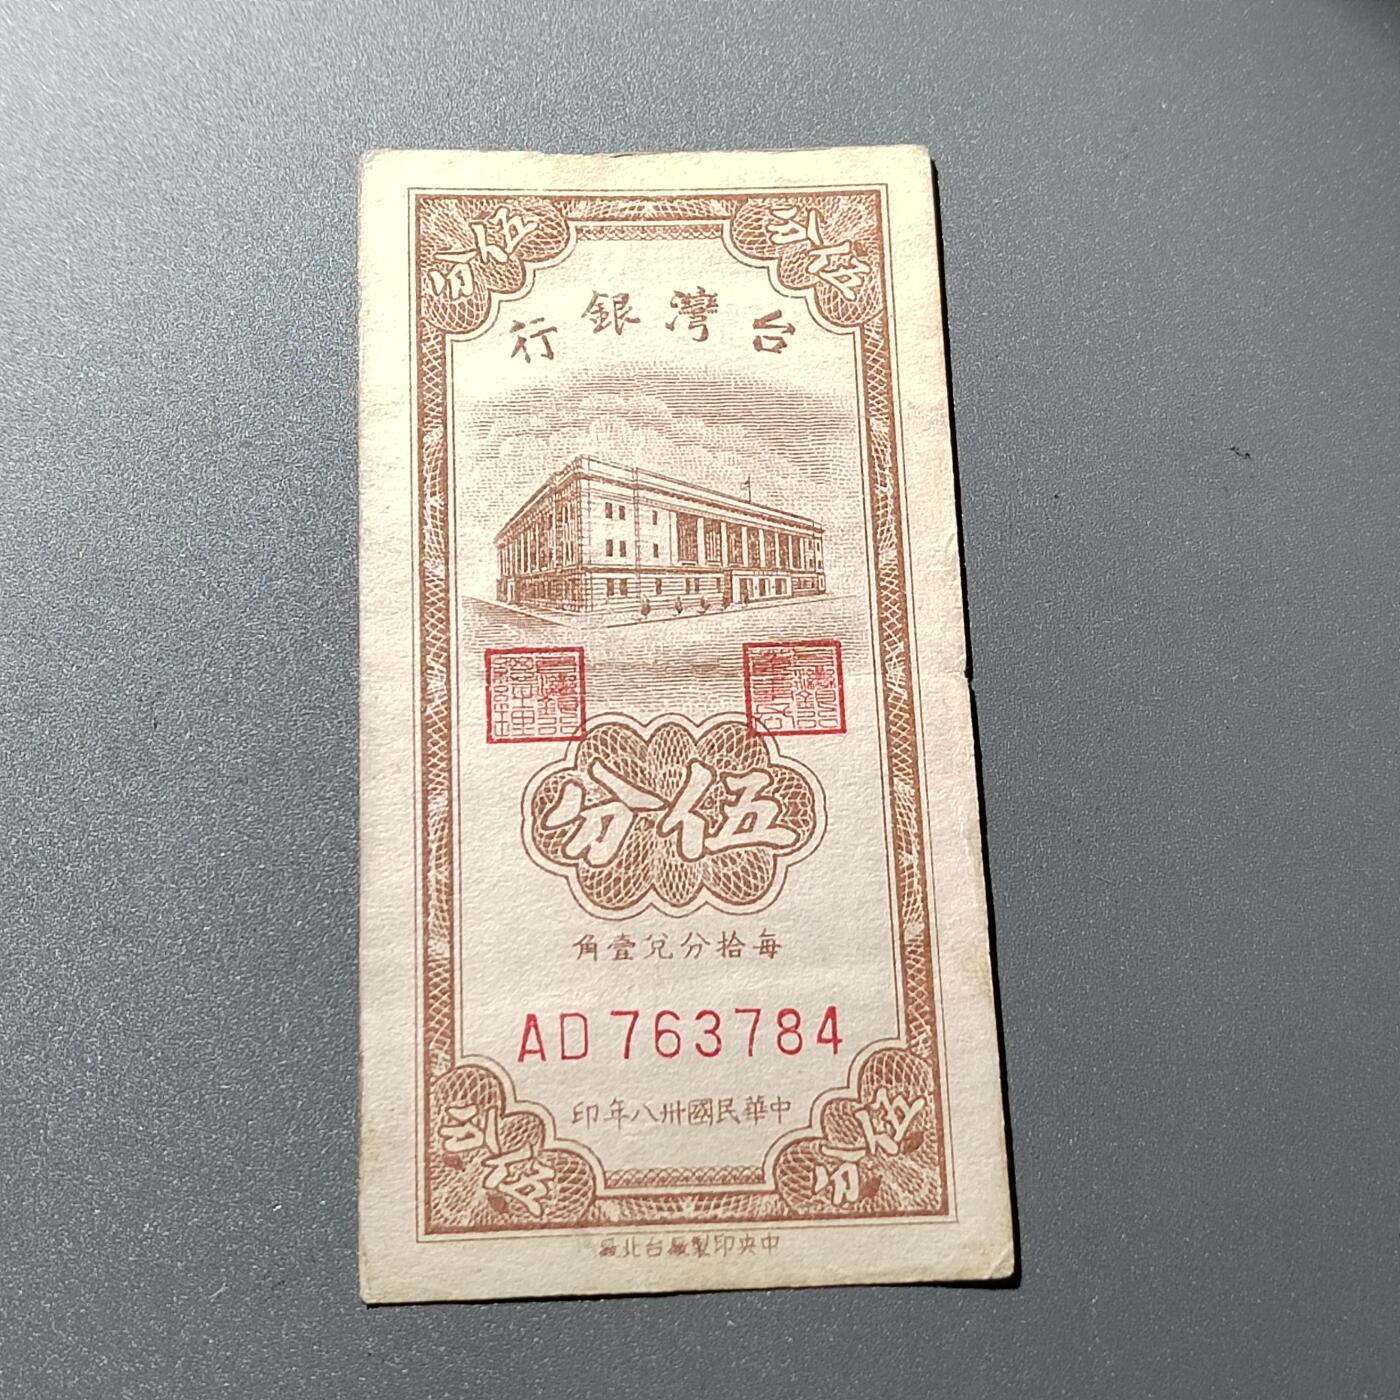 伍分
伍分
台灣銀行
伍分
每拾分兌壹角
AD763784
中華民國卅八年印
伍分
伍分
中央印製廠台北廠